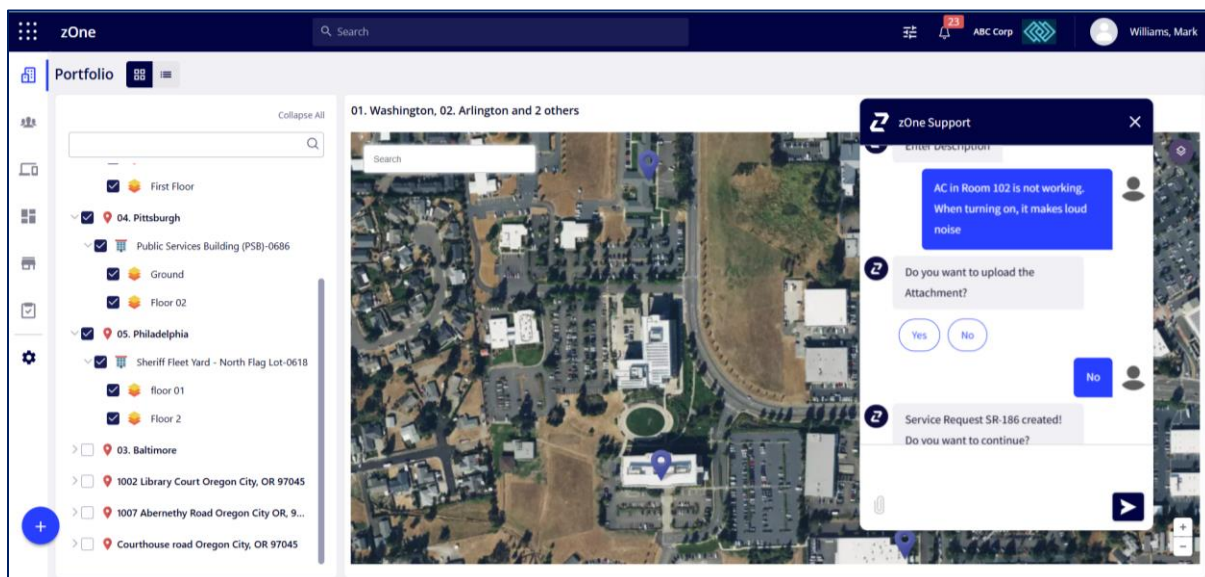 zOne
Search
23
ABC Corp
Williams, Mark
Portfolio
Collapse All
First Floor
04. Pittsburgh
Public Services Building (PSB)-0686
Ground
Floor 02
05. Philadelphia
Sheriff Fleet Yard - North Flag Lot-0618
floor 01
Floor 2
03. Baltimore
1002 Library Court Oregon City, OR 97045
1007 Abernethy Road Oregon City OR, 9...
Courthouse road Oregon City, OR 97045
+
01. Washington, 02. Arlington and 2 others
Search
zOne Support
Enter Description
AC in Room 102 is not working.
When turning on, it makes loud
noise
Do you want to upload the
Attachment?
Yes
No
No
Service Request SR-186 created!
Do you want to continue?
+
−